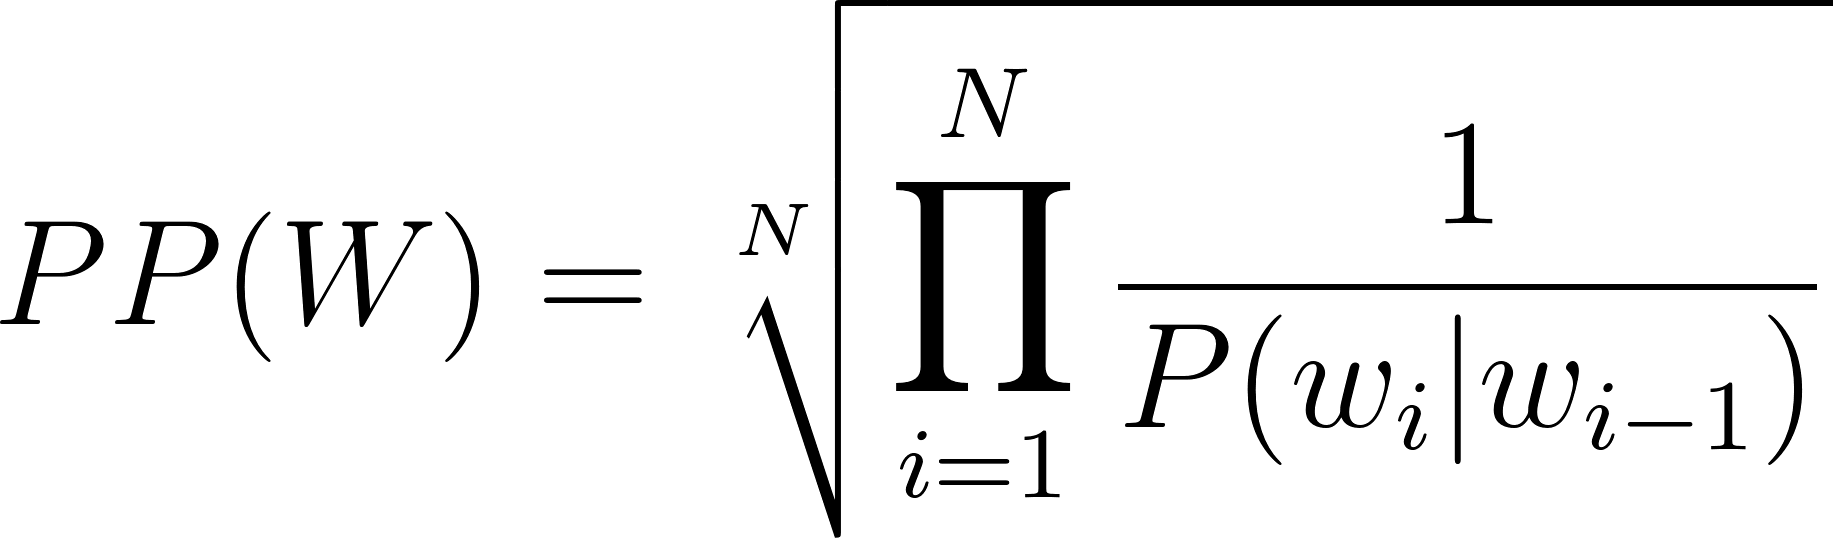 PP(W) = \sqrt[N]{\prod_{i=1}^{N} \frac{1}{P(w_i|w_{i-1})}}